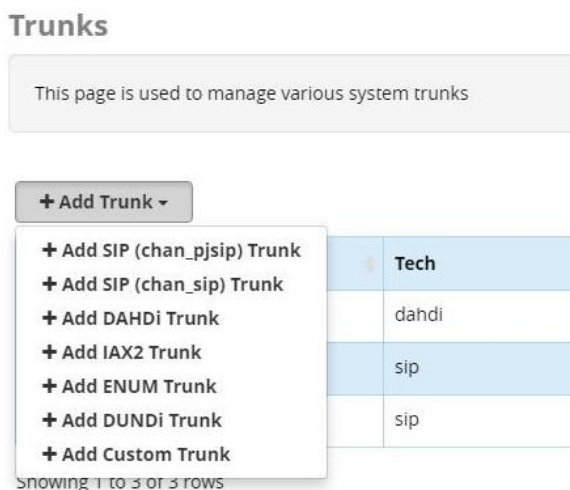 Trunks
This page is used to manage various system trunks
+ Add Trunk
+ Add SIP (chan_pjsip) Trunk
+ Add SIP (chan_sip) Trunk
+ Add DAHDi Trunk
+ Add IAX2 Trunk
+ Add ENUM Trunk
+ Add DUNDi Trunk
+ Add Custom Trunk
Tech
dahdi
sip
sip
Showing 1 to 3 of 3 rows